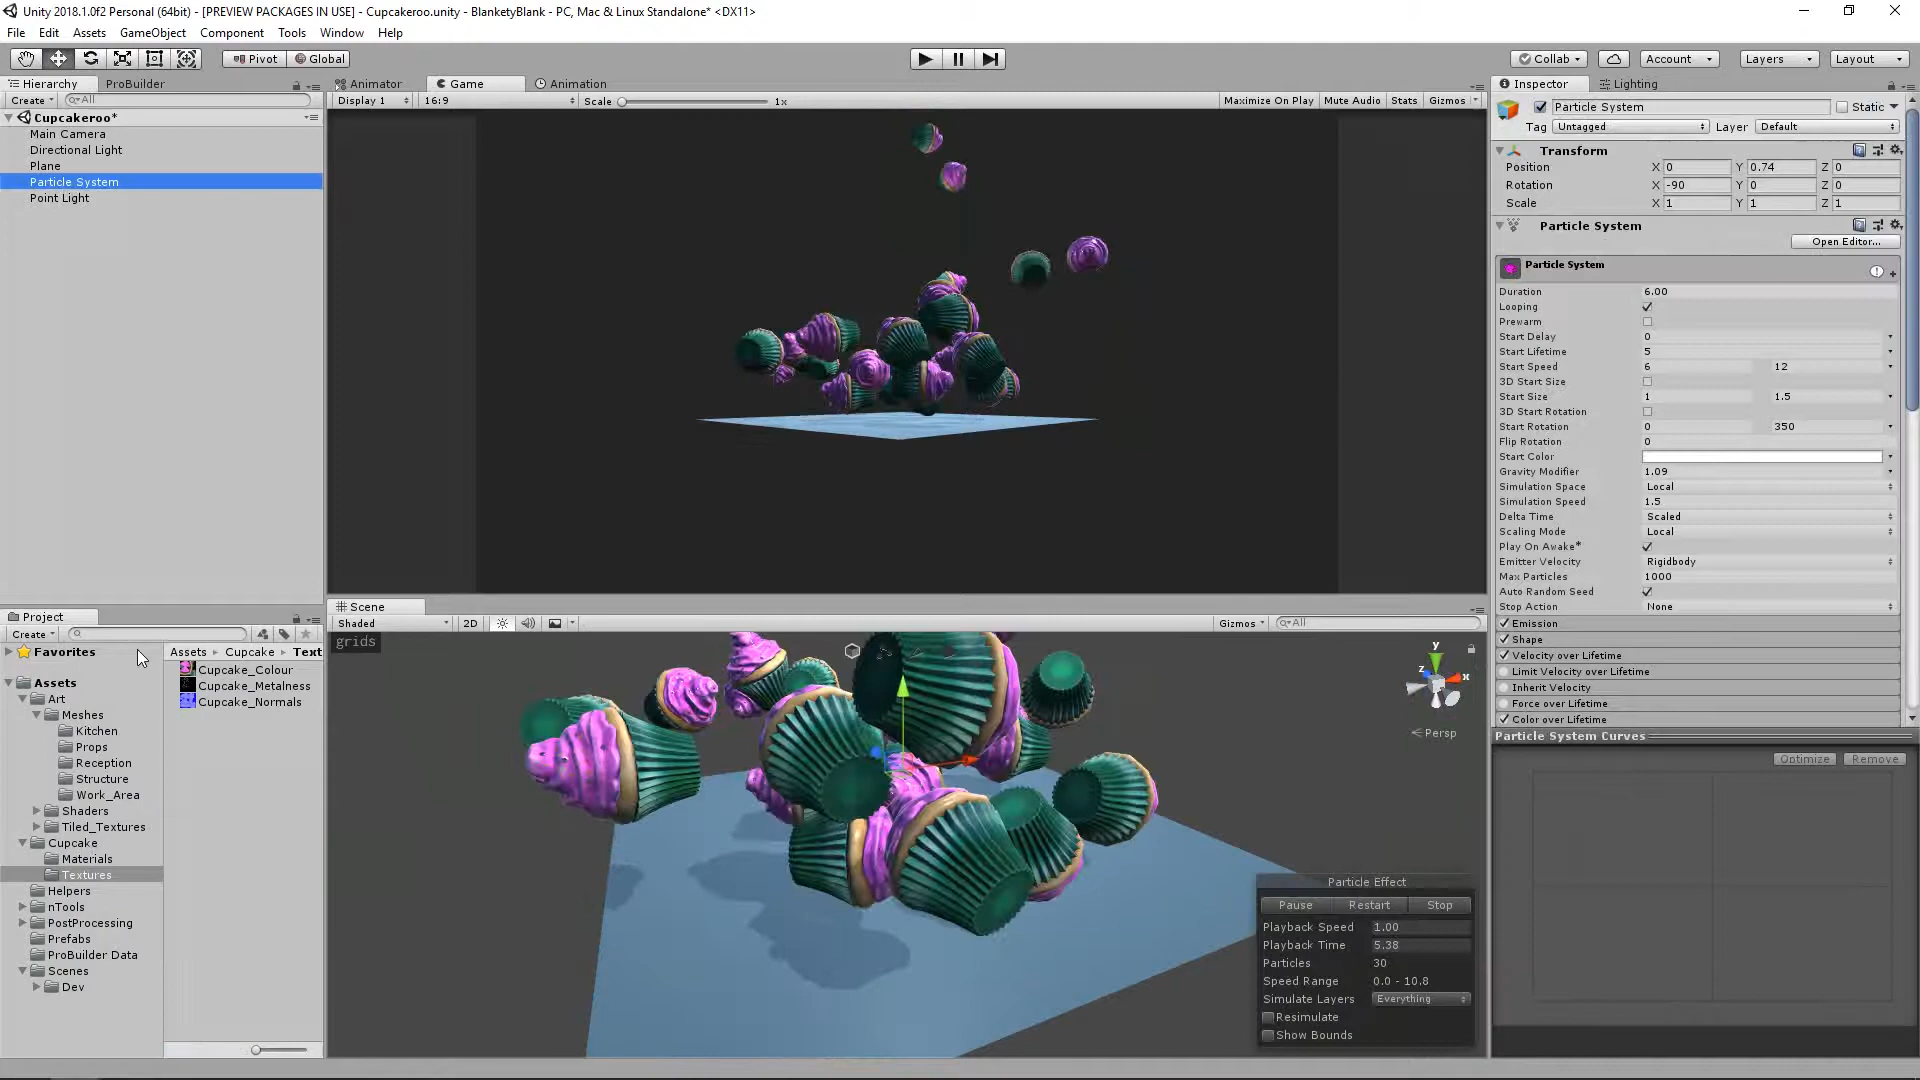 Unity 2018.1.0f2 Personal (64bit) - [PREVIEW PACKAGES IN USE] - Cupcakeroo.unity - BlanketyBlank - PC, Mac & Linux Standalone* <DX11>
File Edit Assets GameObject Component Tools Window Help
Pivot Global Collab Account Layers Layout
Hierarchy ProBuilder
Create All
Cupcakeroo*
Main Camera
Directional Light
Plane
Particle System
Point Light
Animator Game Animation
Display 1 16:9 Scale 1x Maximize On Play Mute Audio Stats Gizmos
Project
Create
Favorites
Assets
Art
Meshes
Kitchen
Props
Reception
Structure
Work_Area
Shaders
Tiled_Textures
Cupcake
Materials
Textures
Helpers
nTools
PostProcessing
Prefabs
ProBuilder Data
Scenes
Dev
Assets Cupcake Text
Cupcake_Colour
Cupcake_Metalness
Cupcake_Normals
Scene
Shaded 2D Gizmos All
grids
y
z
x
Persp
Particle Effect
Pause Restart Stop
Playback Speed 1.00
Playback Time 5.38
Particles 30
Speed Range 0.0 - 10.8
Simulate Layers Everything
Resimulate
Show Bounds
Inspector Lighting
Particle System Static
Tag Untagged Layer Default
Transform
Position X 0 Y 0.74 Z 0
Rotation X -90 Y 0 Z 0
Scale X 1 Y 1 Z 1
Particle System
Open Editor...
Particle System
Duration 6.00
Looping
Prewarm
Start Delay 0
Start Lifetime 5
Start Speed 6 12
3D Start Size
Start Size 1 1.5
3D Start Rotation
Start Rotation 0 350
Flip Rotation 0
Start Color
Gravity Modifier 1.09
Simulation Space Local
Simulation Speed 1.5
Delta Time Scaled
Scaling Mode Local
Play On Awake*
Emitter Velocity Rigidbody
Max Particles 1000
Auto Random Seed
Stop Action None
Emission
Shape
Velocity over Lifetime
Limit Velocity over Lifetime
Inherit Velocity
Force over Lifetime
Color over Lifetime
Particle System Curves
Optimize Remove